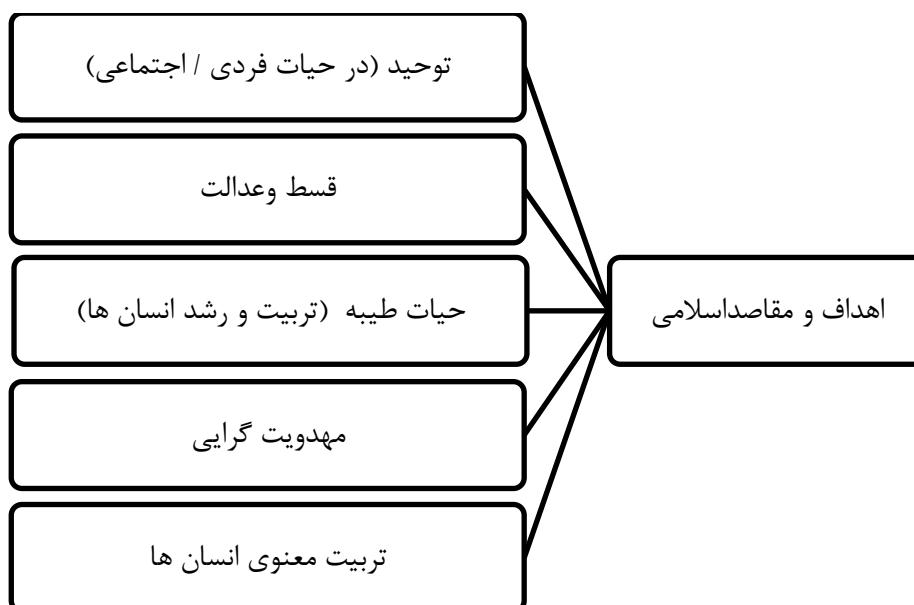 اهداف و مقاصداسلامی
توحید (در حیات فردی / اجتماعی)
قسط وعدالت
حیات طیبه (تربیت و رشد انسان ها)
مهدویت گرایی
تربیت معنوی انسان ها